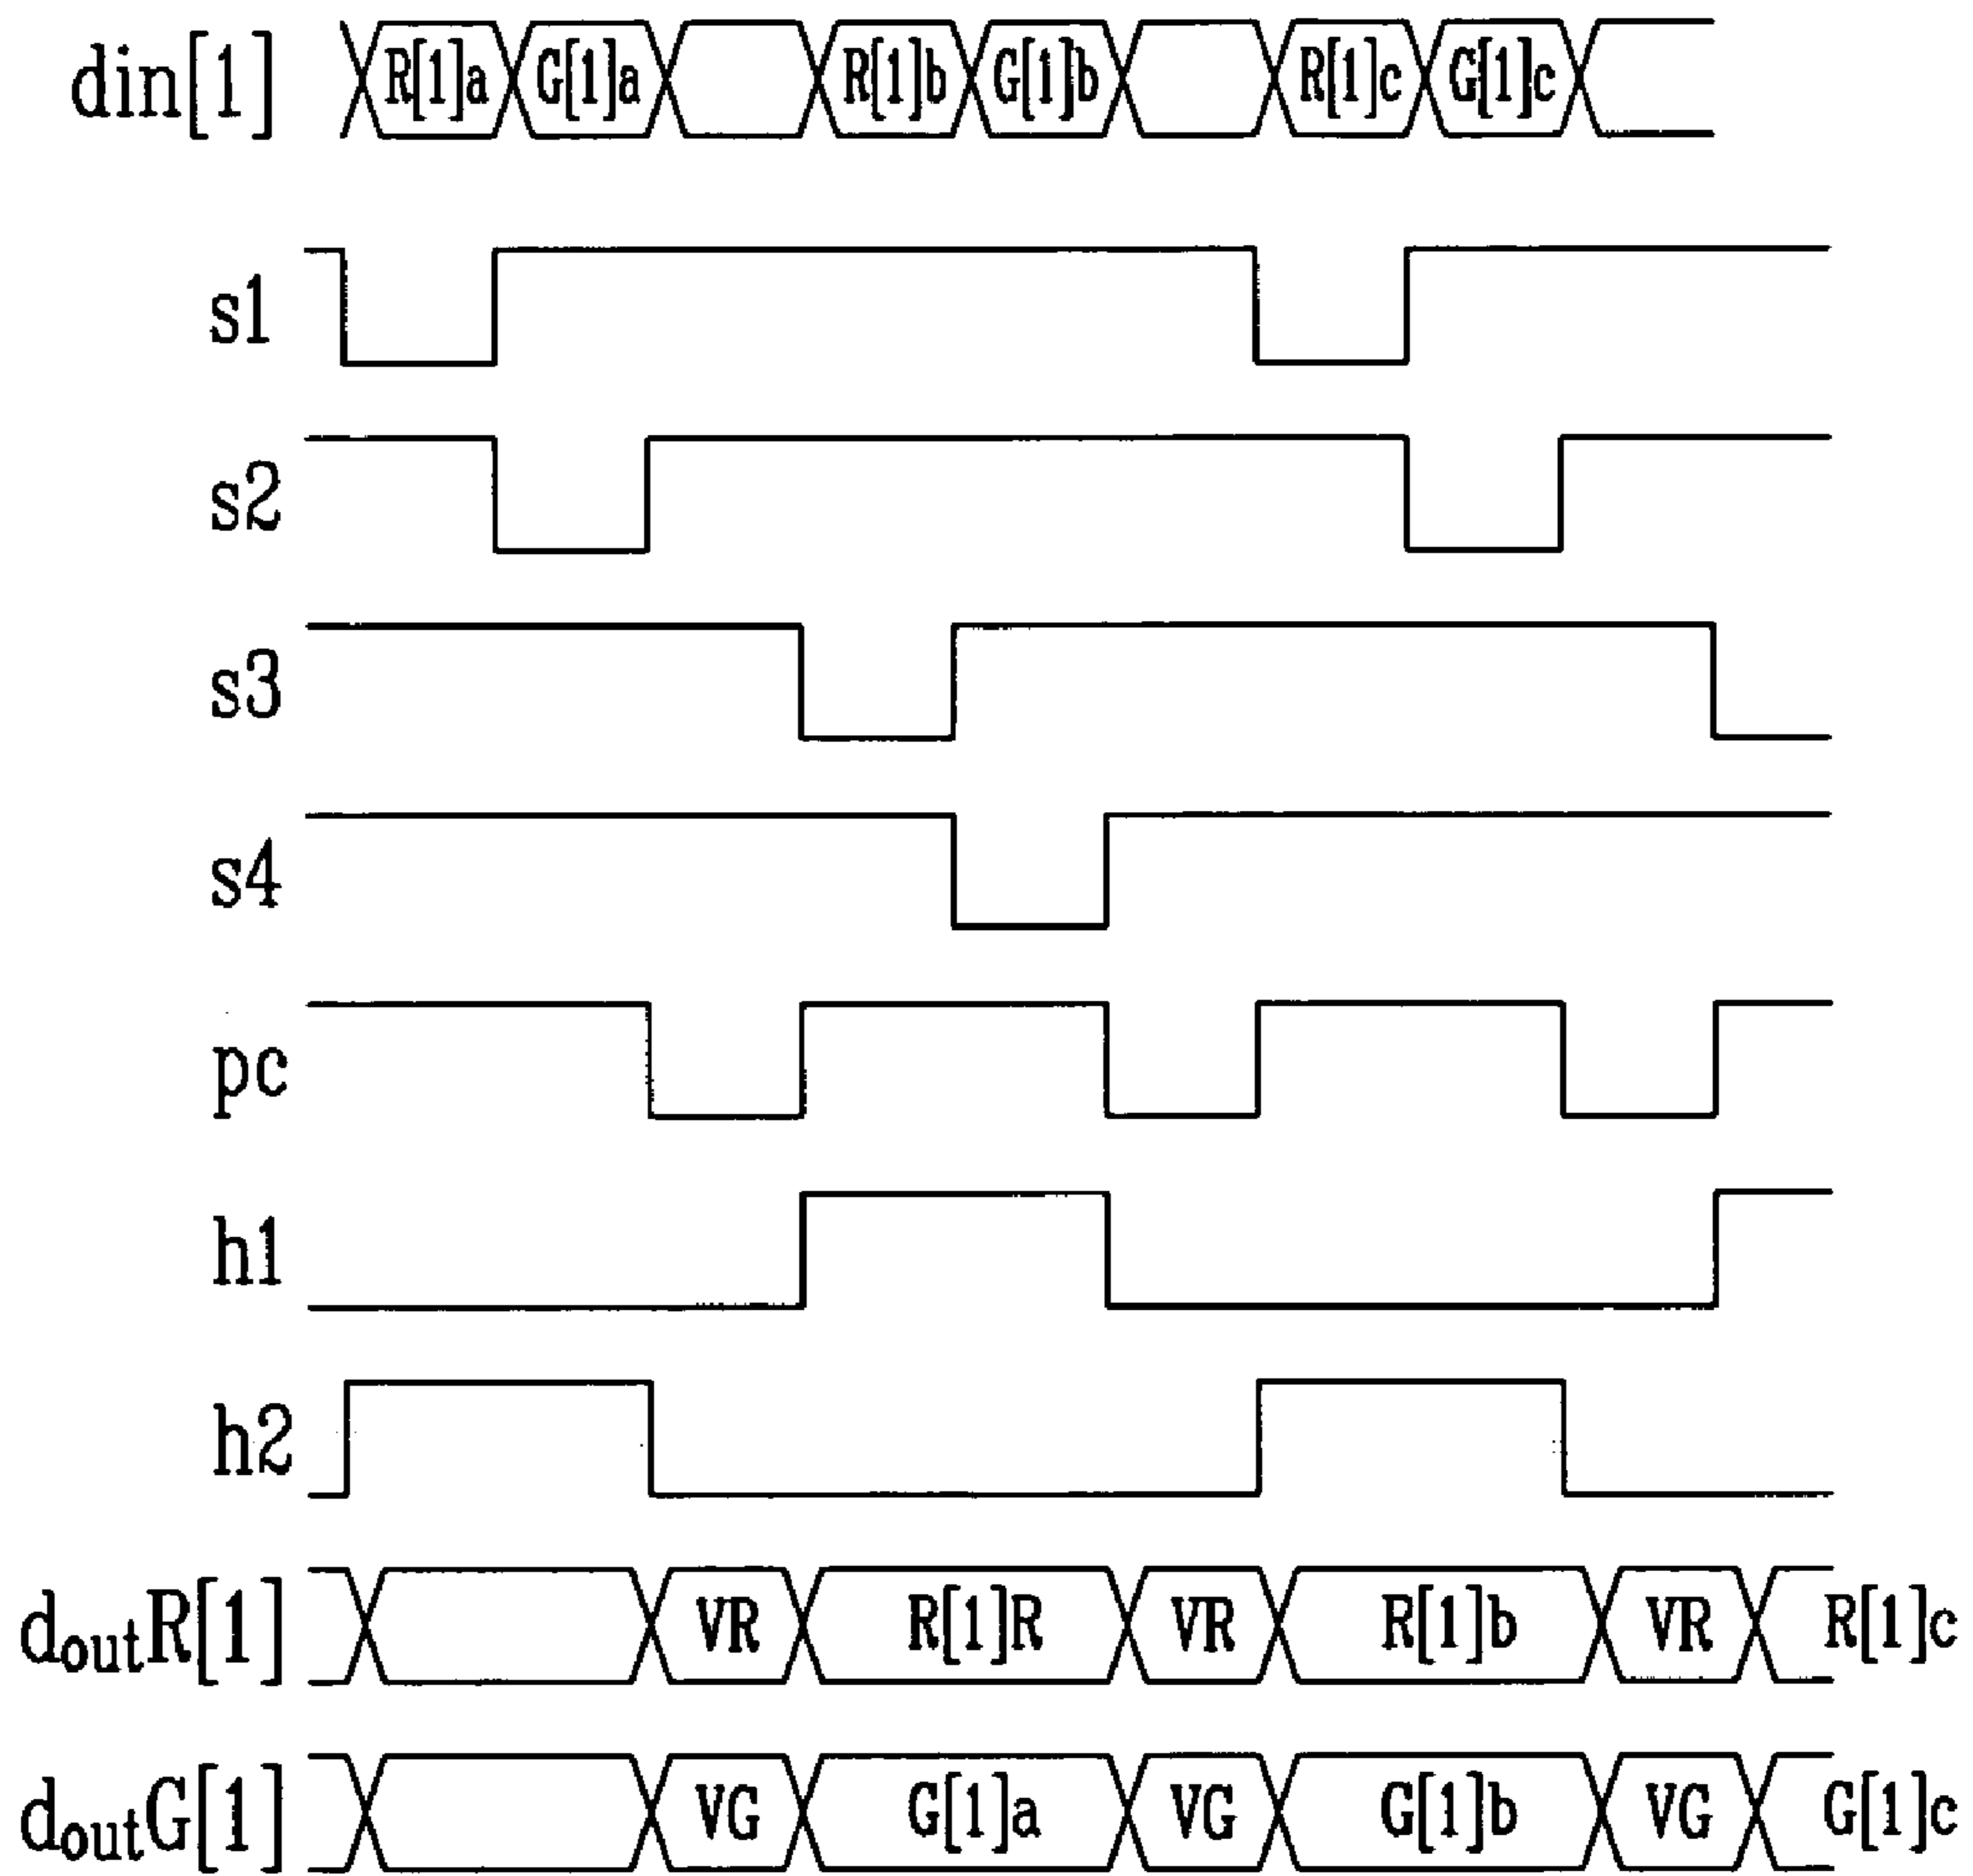 din[1] R[1]a G[1]a R[1]b G[1]b R[1]c G[1]c
s1
s2
s3
s4
pc
h1
h2
doutR[1] VR R[1]R VR R[1]b VR R[1]c
doutG[1] VG G[1]a VG G[1]b VG G[1]c